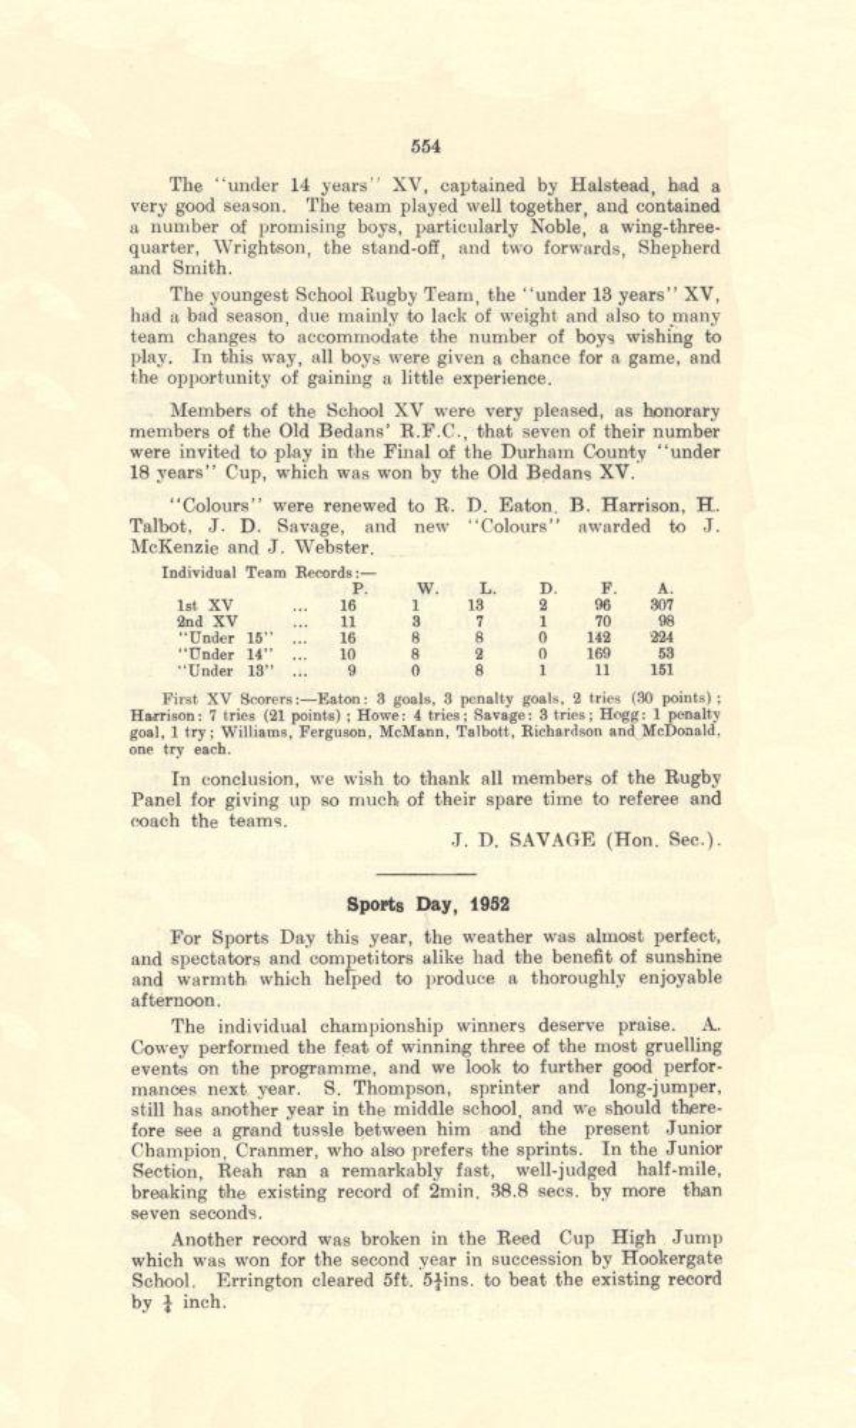 554
The "under 14 years" XV, captained by Halstead, had a
very good season. The team played well together, and contained
a number of promising boys, particularly Noble, a wing-three-
quarter, Wrightson, the stand-off, and two forwards, Shepherd
and Smith.
The youngest School Rugby Team, the "under 13 years" XV,
had a bad season, due mainly to lack of weight and also to many
team changes to accommodate the number of boys wishing to
play. In this way, all boys were given a chance for a game, and
the opportunity of gaining a little experience.
Members of the School XV were very pleased, as honorary
members of the Old Bedans' R.F.C., that seven of their number
were invited to play in the Final of the Durham County "under
18 years" Cup, which was won by the Old Bedans XV.
"Colours" were renewed to R. D. Eaton, B. Harrison, H.
Talbot, J. D. Savage, and new "Colours" awarded to J.
McKenzie and J. Webster.
Individual Team Records:—
P. W. L. D. F. A.
1st XV ... 16 1 13 2 96 307
2nd XV ... 11 3 7 1 70 98
"Under 15" ... 16 8 8 0 142 224
"Under 14" ... 10 8 2 0 169 53
"Under 13" ... 9 0 8 1 11 151
First XV Scorers:—Eaton: 3 goals, 3 penalty goals, 2 tries (30 points);
Harrison: 7 tries (21 points); Howe: 4 tries; Savage: 3 tries; Hogg: 1 penalty
goal, 1 try; Williams, Ferguson, McMann, Talbott, Richardson and McDonald,
one try each.
In conclusion, we wish to thank all members of the Rugby
Panel for giving up so much of their spare time to referee and
coach the teams.
J. D. SAVAGE (Hon. Sec.).
Sports Day, 1952
For Sports Day this year, the weather was almost perfect,
and spectators and competitors alike had the benefit of sunshine
and warmth which helped to produce a thoroughly enjoyable
afternoon.
The individual championship winners deserve praise. A.
Cowey performed the feat of winning three of the most gruelling
events on the programme, and we look to further good perfor-
mances next year. S. Thompson, sprinter and long-jumper,
still has another year in the middle school, and we should there-
fore see a grand tussle between him and the present Junior
Champion, Cranmer, who also prefers the sprints. In the Junior
Section, Reah ran a remarkably fast, well-judged half-mile,
breaking the existing record of 2min. 38.8 secs. by more than
seven seconds.
Another record was broken in the Reed Cup High Jump
which was won for the second year in succession by Hookergate
School. Errington cleared 5ft. 5¼ins. to beat the existing record
by ¼ inch.